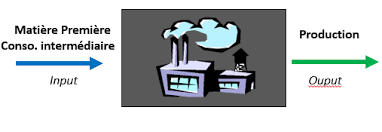 Matière Première
Conso. intermédiaire
Input
Production
Ouput